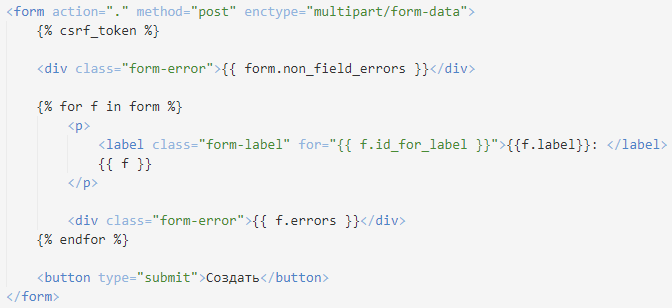 <form action="." method="post" enctype="multipart/form-data">
    {% csrf_token %}

    <div class="form-error">{{ form.non_field_errors }}</div>

    {% for f in form %}
        <p>
            <label class="form-label" for="{{ f.id_for_label }}">{{f.label}}: </label>
            {{ f }}
        </p>

        <div class="form-error">{{ f.errors }}</div>
    {% endfor %}

    <button type="submit">Создать</button>
</form>